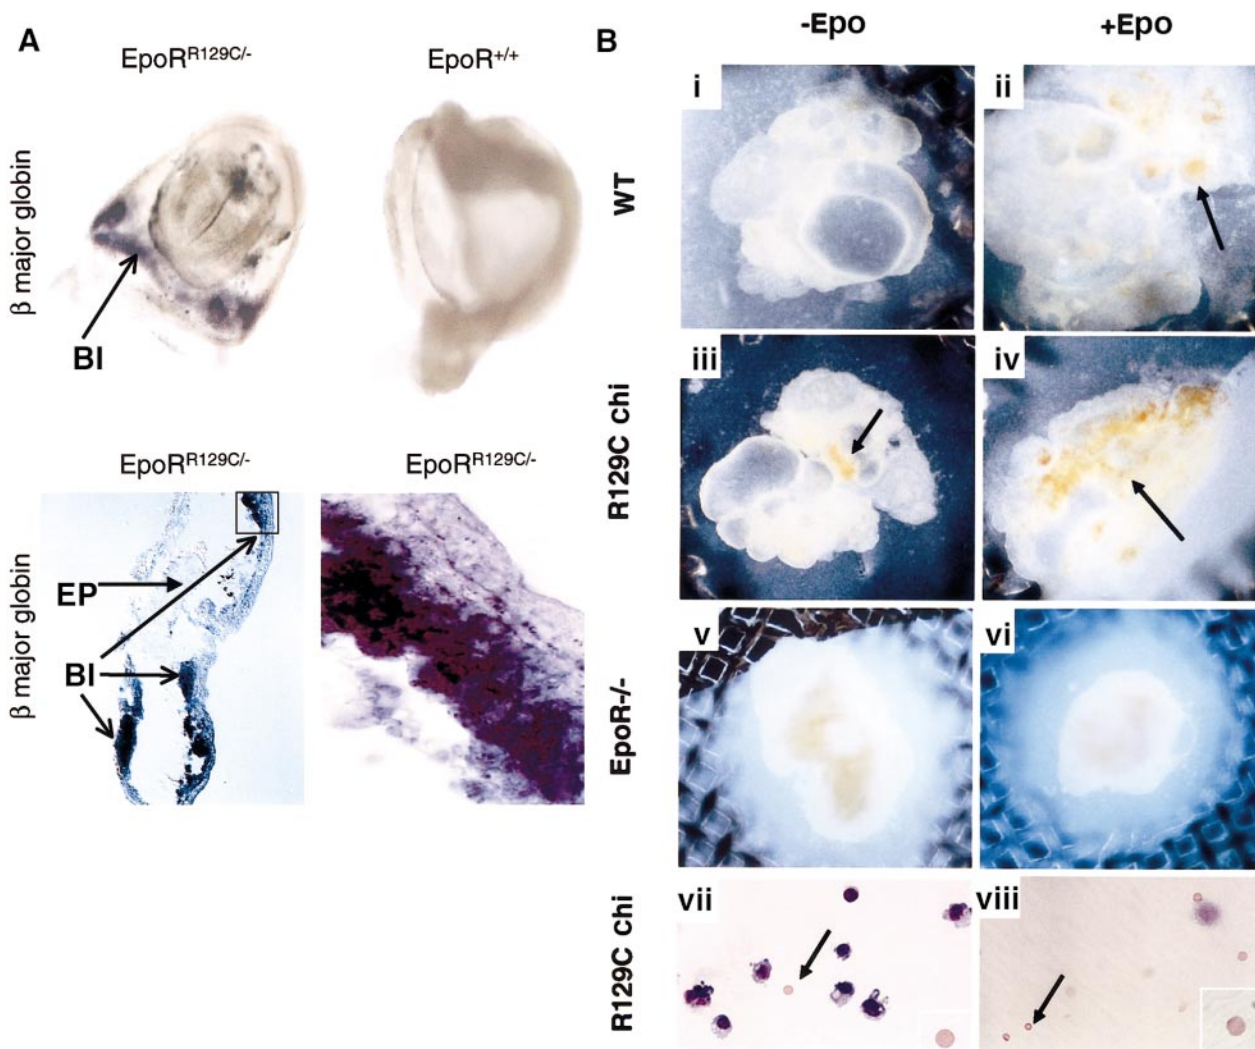 A
EpoR^R129C/-
EpoR^+/+
β major globin
BI
EpoR^R129C/-
EpoR^R129C/-
β major globin
EP
BI
B
-Epo
+Epo
WT
i
ii
R129C chi
iii
iv
EpoR-/-
v
vi
R129C chi
vii
viii